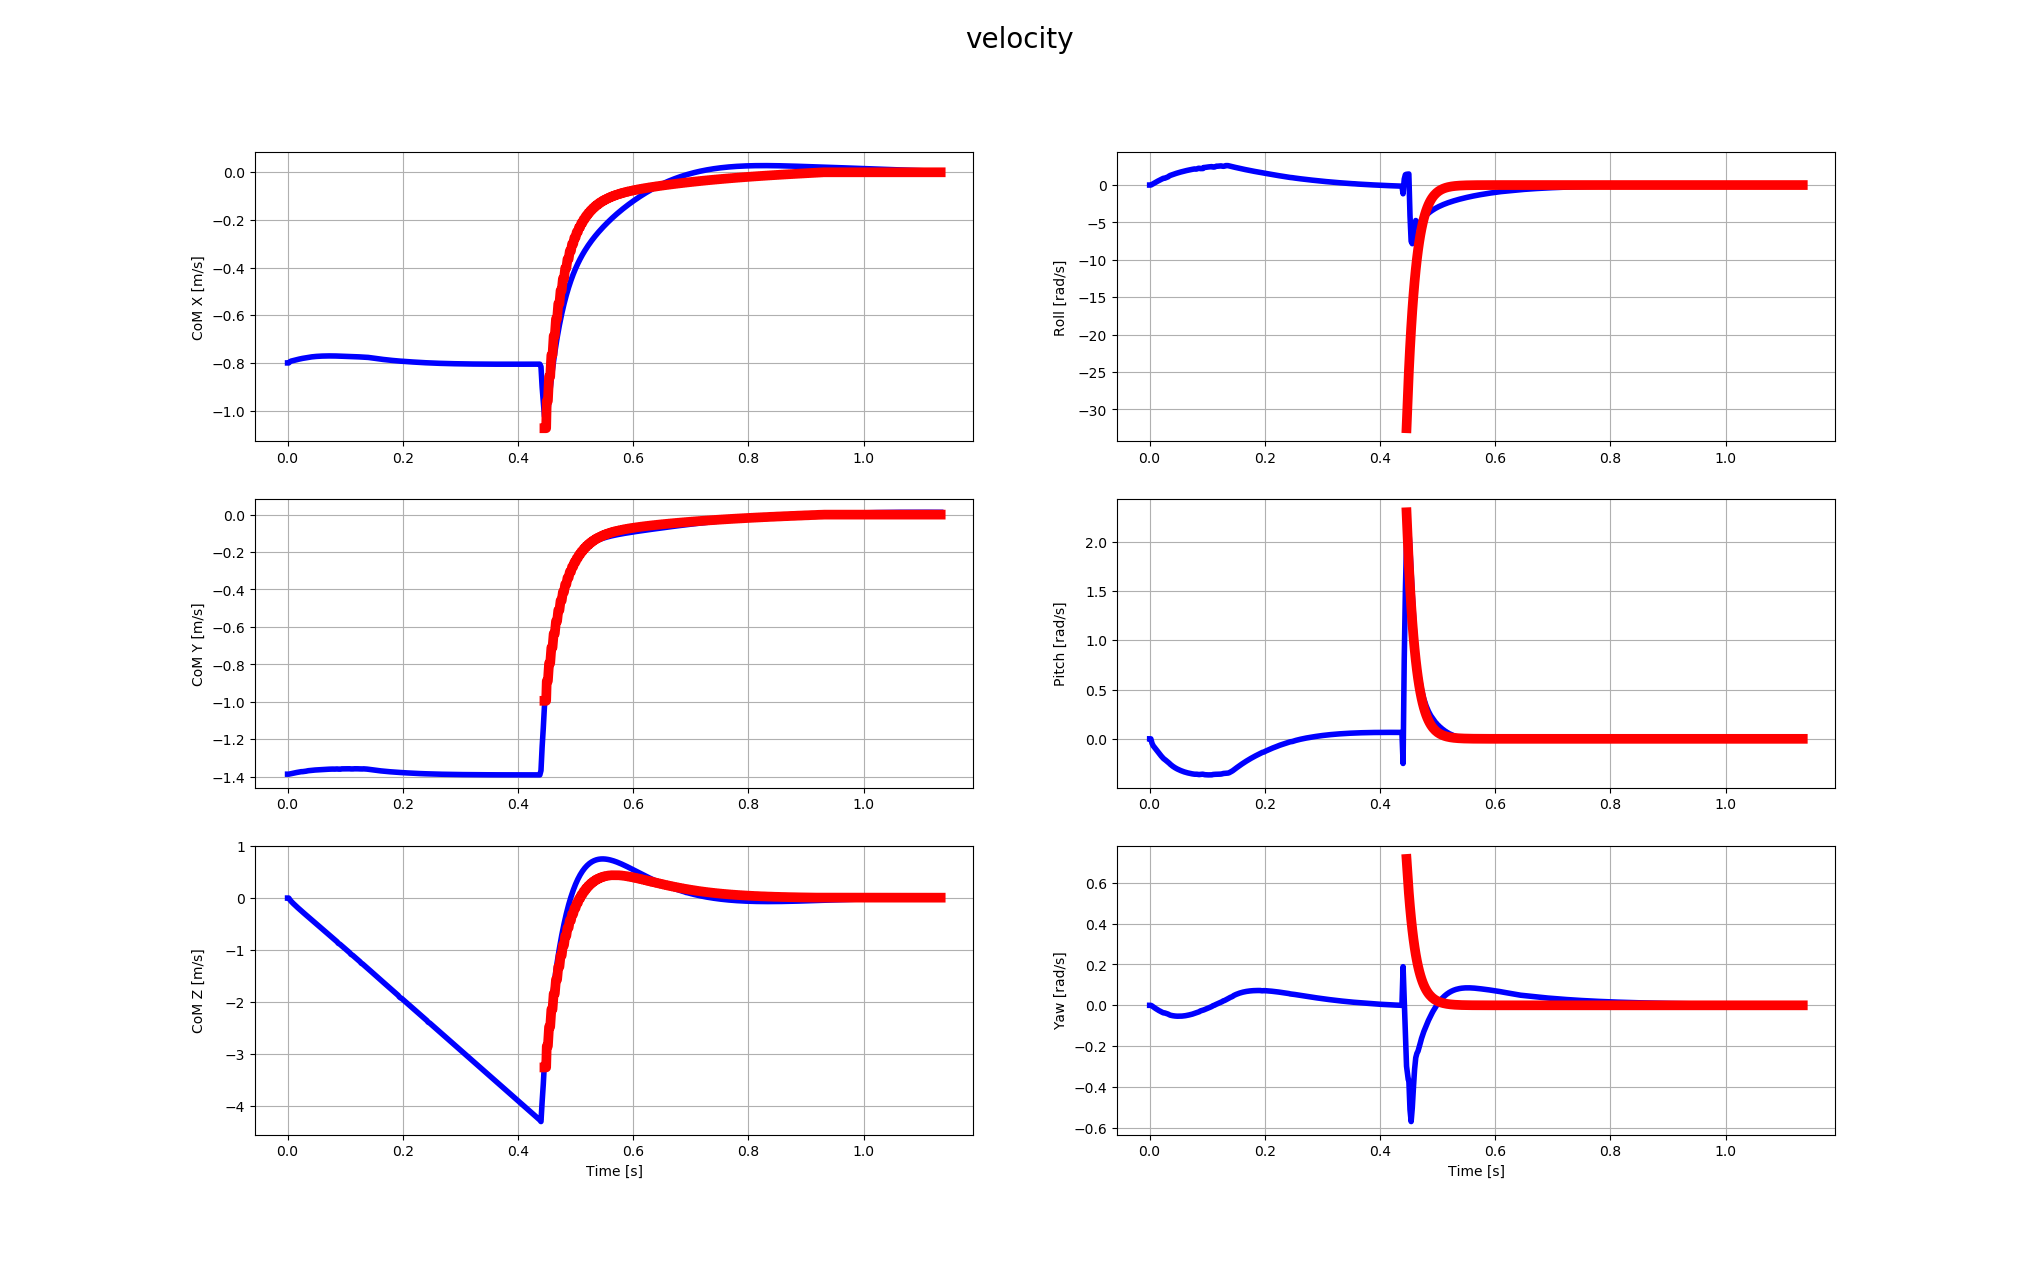 velocity
CoM X [m/s]
0.0
−0.2
−0.4
−0.6
−0.8
−1.0
0.0 0.2 0.4 0.6 0.8 1.0
Roll [rad/s]
0
−5
−10
−15
−20
−25
−30
0.0 0.2 0.4 0.6 0.8 1.0
CoM Y [m/s]
0.0
−0.2
−0.4
−0.6
−0.8
−1.0
−1.2
−1.4
0.0 0.2 0.4 0.6 0.8 1.0
Pitch [rad/s]
2.0
1.5
1.0
0.5
0.0
0.0 0.2 0.4 0.6 0.8 1.0
CoM Z [m/s]
1
0
−1
−2
−3
−4
0.0 0.2 0.4 0.6 0.8 1.0
Time [s]
Yaw [rad/s]
0.6
0.4
0.2
0.0
−0.2
−0.4
−0.6
0.0 0.2 0.4 0.6 0.8 1.0
Time [s]